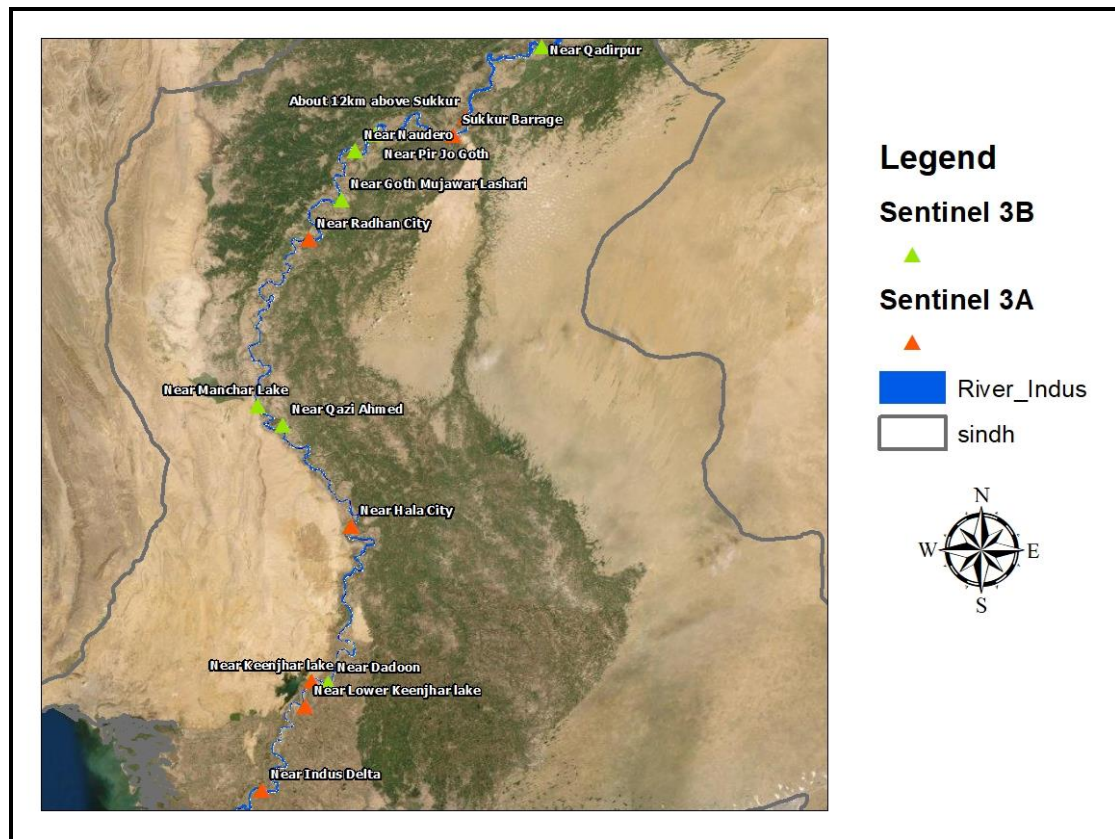 Near Qadirpur
About 12km above Sukkur
Sukkur Barrage
Near Naudero
Near Pir Jo Goth
Near Goth Mujawar Lashari
Near Radhan City
Near Manchar Lake
Near Qazi Ahmed
Near Hala City
Near Keenjhar lake
Near Dadoon
Near Lower Keenjhar lake
Near Indus Delta
Legend
Sentinel 3B
Sentinel 3A
River_Indus
sindh
N
W
E
S